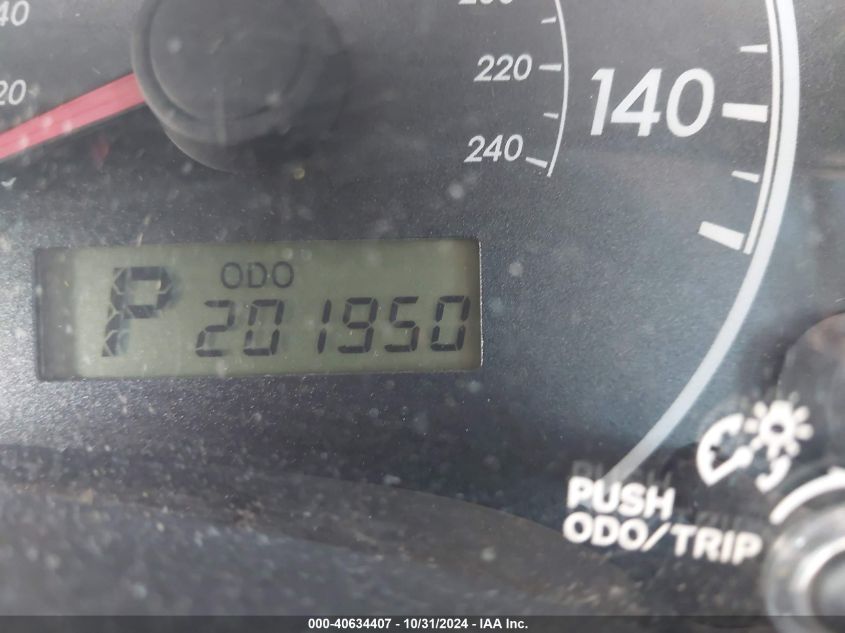 40
20
220
240
140
ODO
P 201950
PUSH
ODO/TRIP
000-40634407 - 10/31/2024 - IAA Inc.